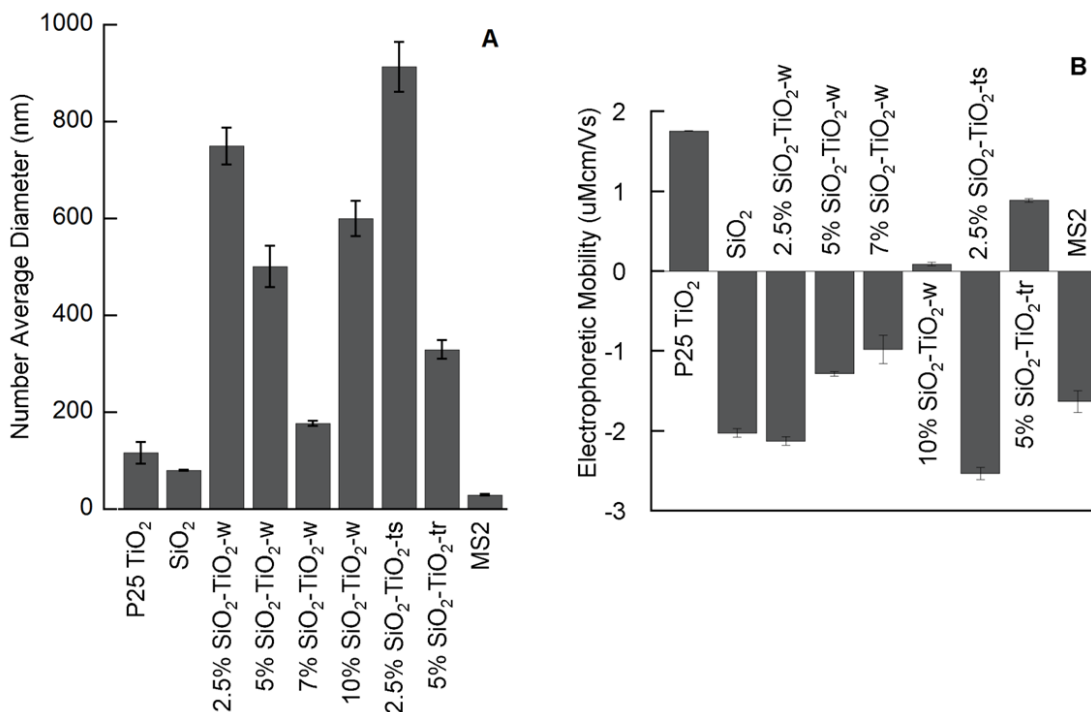 A
Number Average Diameter (nm)
1000
800
600
400
200
0
P25 TiO₂
SiO₂
2.5% SiO₂-TiO₂-w
5% SiO₂-TiO₂-w
7% SiO₂-TiO₂-w
10% SiO₂-TiO₂-w
2.5% SiO₂-TiO₂-ts
5% SiO₂-TiO₂-tr
MS2
B
Electrophoretic Mobility (uMcm/Vs)
2
1
0
-1
-2
-3
P25 TiO₂
SiO₂
2.5% SiO₂-TiO₂-w
5% SiO₂-TiO₂-w
7% SiO₂-TiO₂-w
10% SiO₂-TiO₂-w
2.5% SiO₂-TiO₂-ts
5% SiO₂-TiO₂-tr
MS2